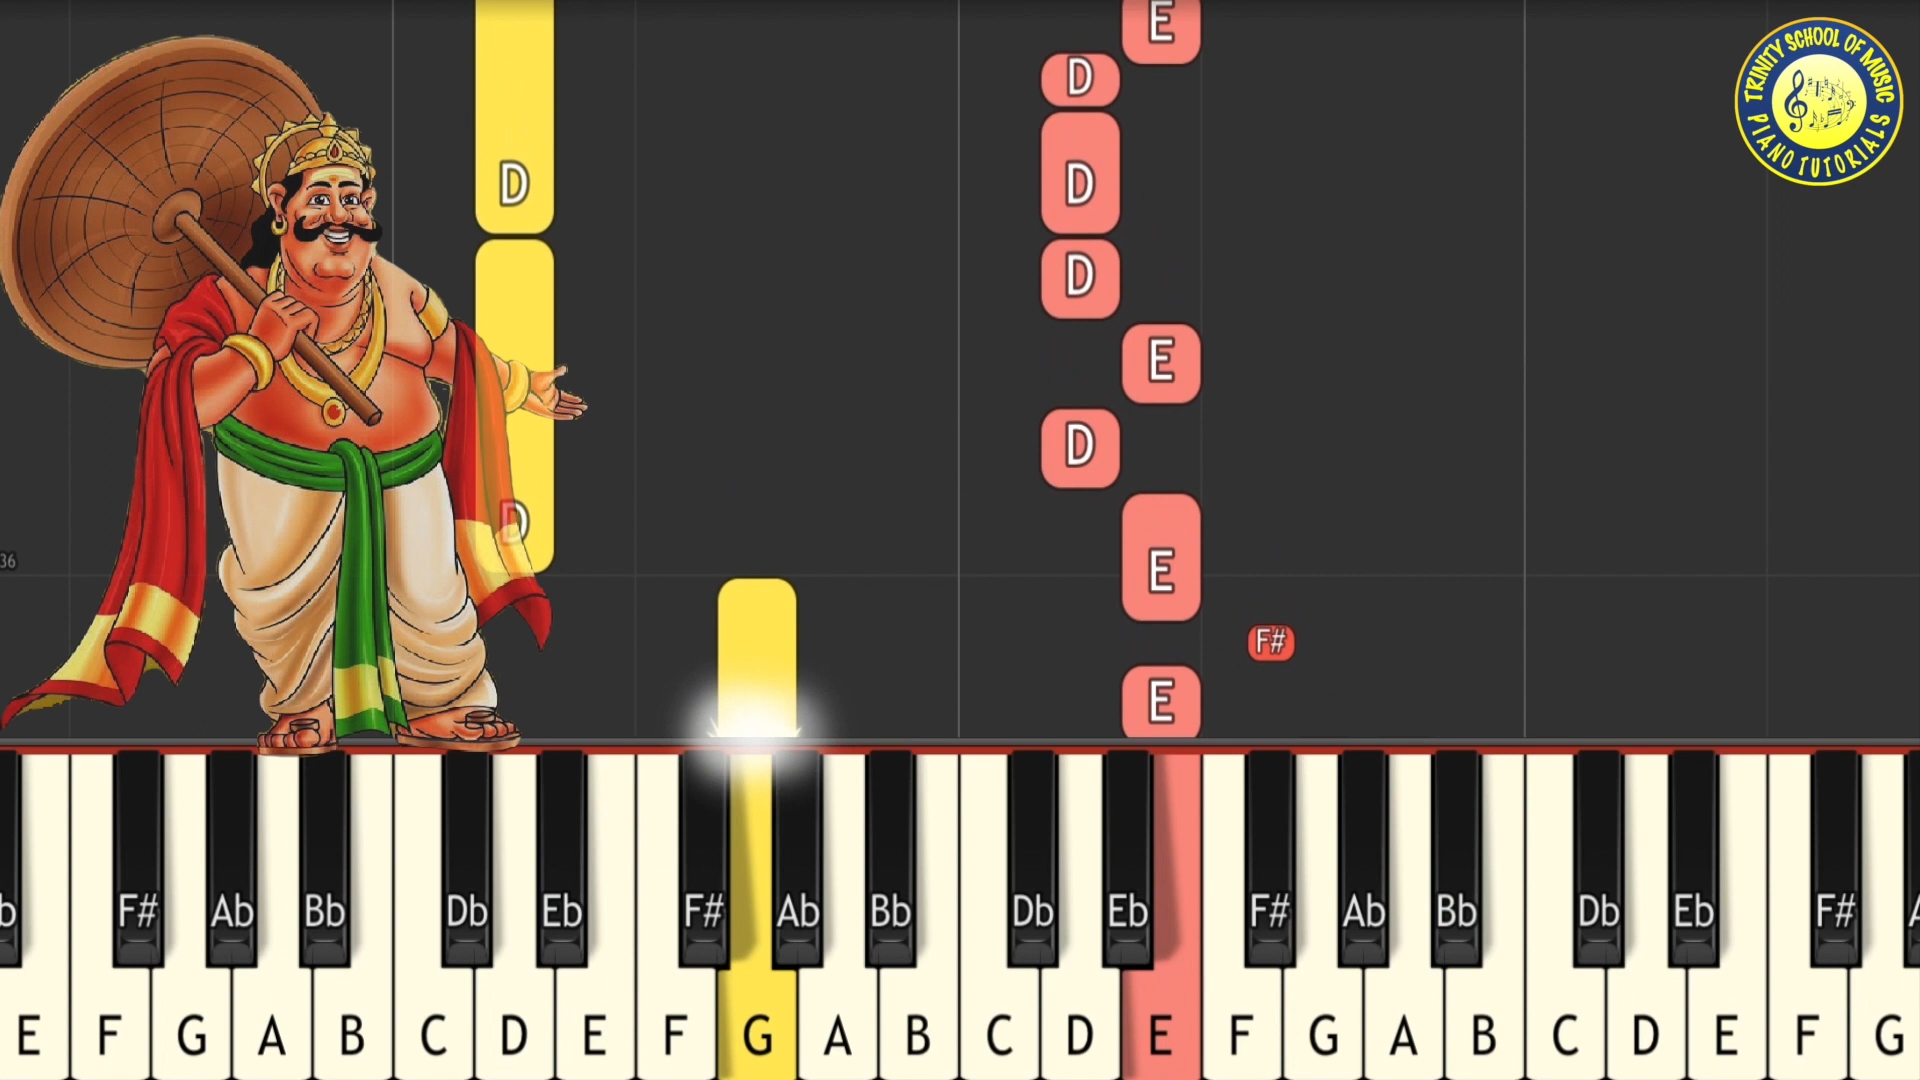 E
D
D
D
D
E
D
D
E
F#
E
36
TRINITY SCHOOL OF MUSIC
PIANO TUTORIALS
b F# Ab Bb Db Eb F# Ab Bb Db Eb F# Ab Bb Db Eb F# A
E F G A B C D E F G A B C D E F G A B C D E F G